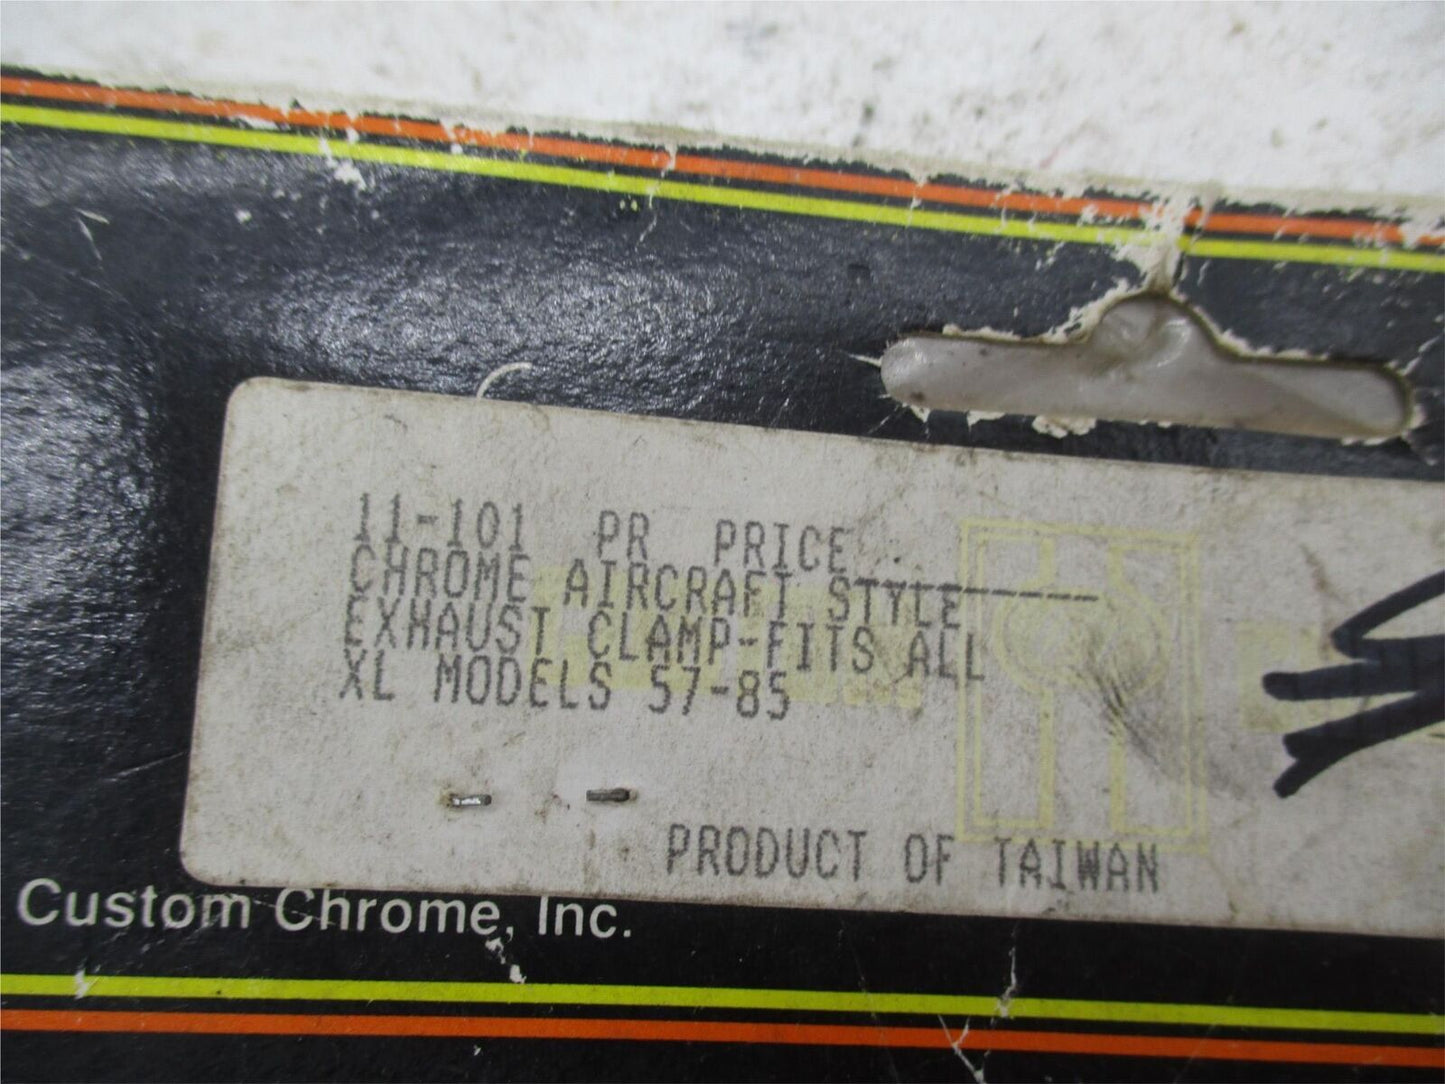 11-101 PR PRICE
CHROME AIRCRAFT STYLE
EXHAUST CLAMP-FITS ALL
XL MODELS 57-85
PRODUCT OF TAIWAN
Custom Chrome, Inc.